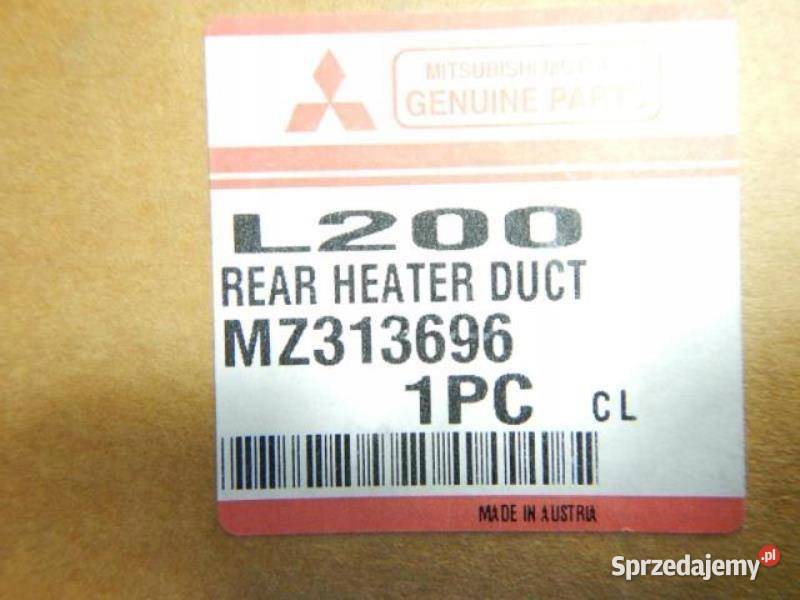 MITSUBISHI MOTORS
GENUINE PARTS
L200
REAR HEATER DUCT
MZ313696
1PC CL
MADE IN AUSTRIA
Sprzedajemy.pl